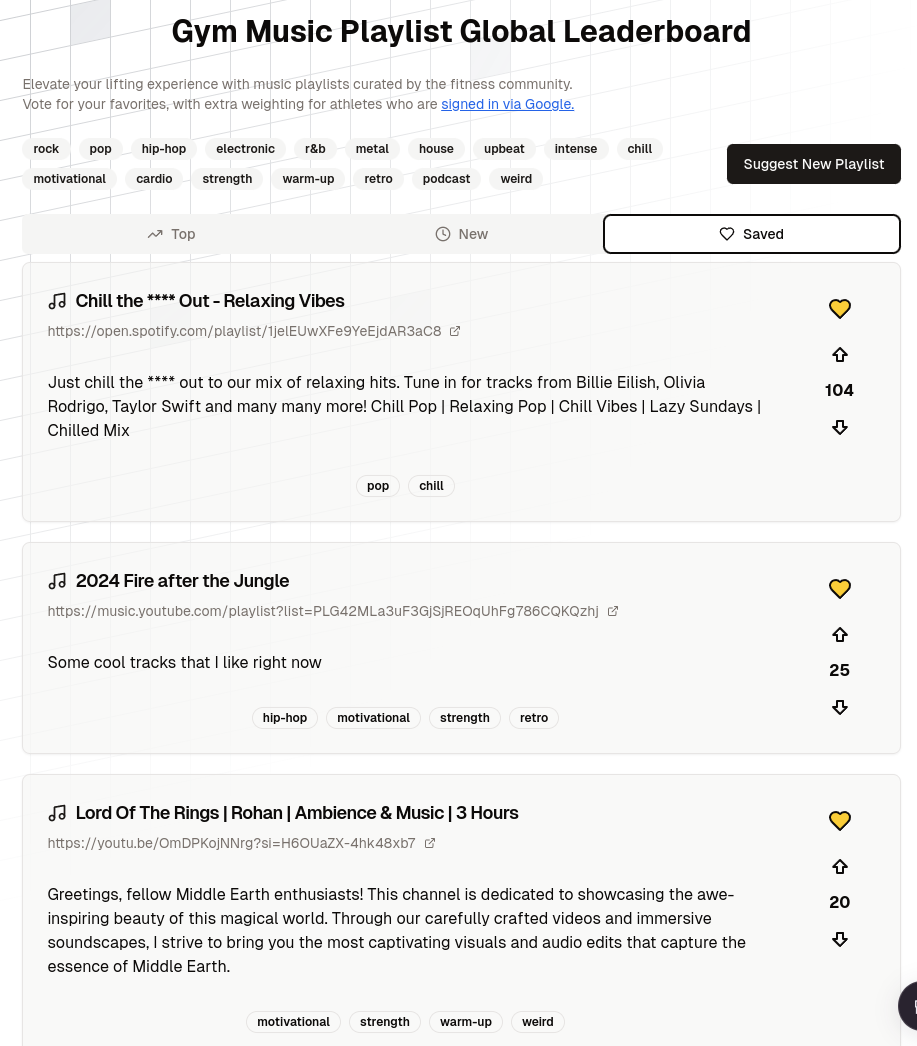 Gym Music Playlist Global Leaderboard
Elevate your lifting experience with music playlists curated by the fitness community.
Vote for your favorites, with extra weighting for athletes who are signed in via Google.
rock pop hip-hop electronic r&b metal house upbeat intense chill
motivational cardio strength warm-up retro podcast weird
Suggest New Playlist
Top New Saved
Chill the **** Out - Relaxing Vibes
https://open.spotify.com/playlist/1jelEUwXFe9YeEjdAR3aC8
Just chill the **** out to our mix of relaxing hits. Tune in for tracks from Billie Eilish, Olivia
Rodrigo, Taylor Swift and many many more! Chill Pop | Relaxing Pop | Chill Vibes | Lazy Sundays |
Chilled Mix
104
pop chill
2024 Fire after the Jungle
https://music.youtube.com/playlist?list=PLG42MLa3uF3GjSjREOqUhFg786CQKQzhj
Some cool tracks that I like right now
25
hip-hop motivational strength retro
Lord Of The Rings | Rohan | Ambience & Music | 3 Hours
https://youtu.be/OmDPKojNNrg?si=H6OUaZX-4hk48xb7
Greetings, fellow Middle Earth enthusiasts! This channel is dedicated to showcasing the awe-
inspiring beauty of this magical world. Through our carefully crafted videos and immersive
soundscapes, I strive to bring you the most captivating visuals and audio edits that capture the
essence of Middle Earth.
20
motivational strength warm-up weird